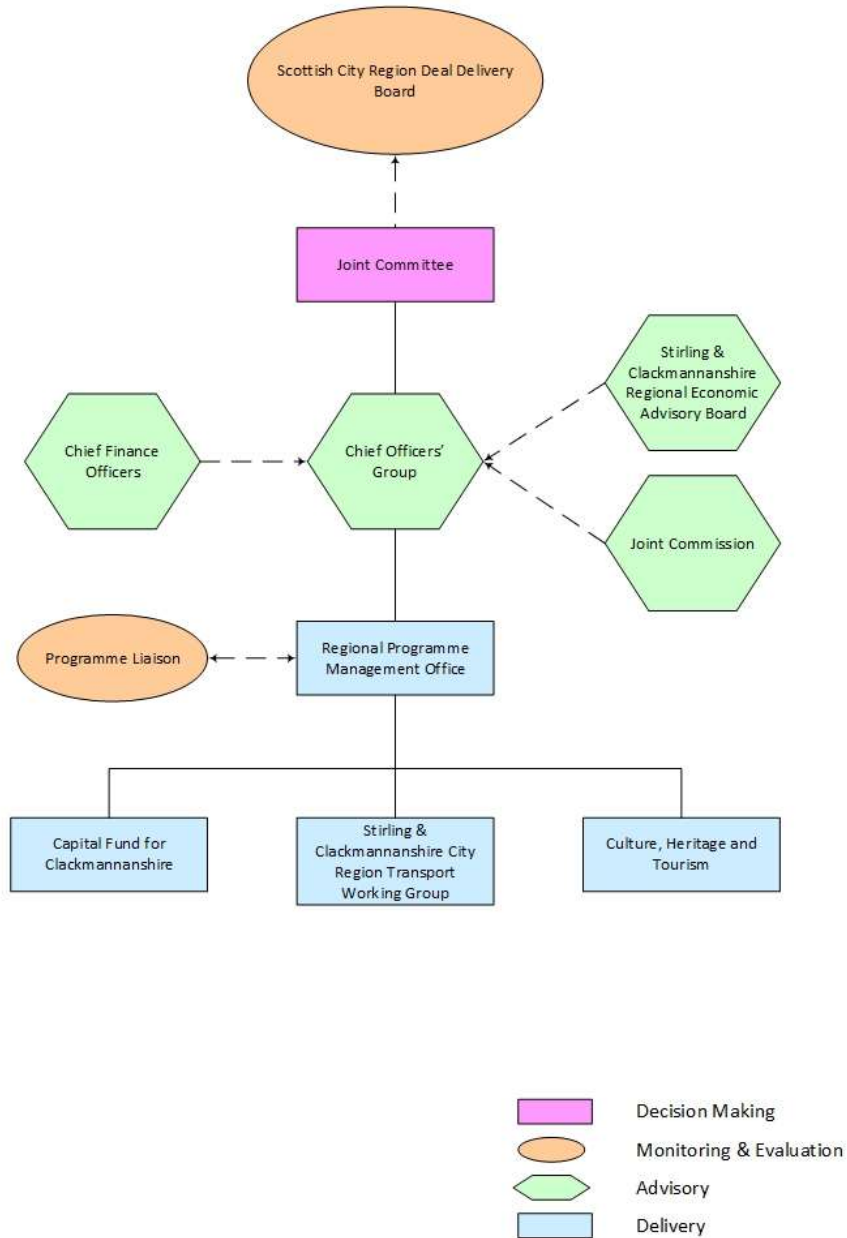 Scottish City Region Deal Delivery
Board
Joint Committee
Stirling &
Clackmannanshire
Regional Economic
Advisory Board
Chief Finance
Officers
Chief Officers’
Group
Joint Commission
Programme Liaison
Regional Programme
Management Office
Capital Fund for
Clackmannanshire
Stirling &
Clackmannanshire City
Region Transport
Working Group
Culture, Heritage and
Tourism
Decision Making
Monitoring & Evaluation
Advisory
Delivery